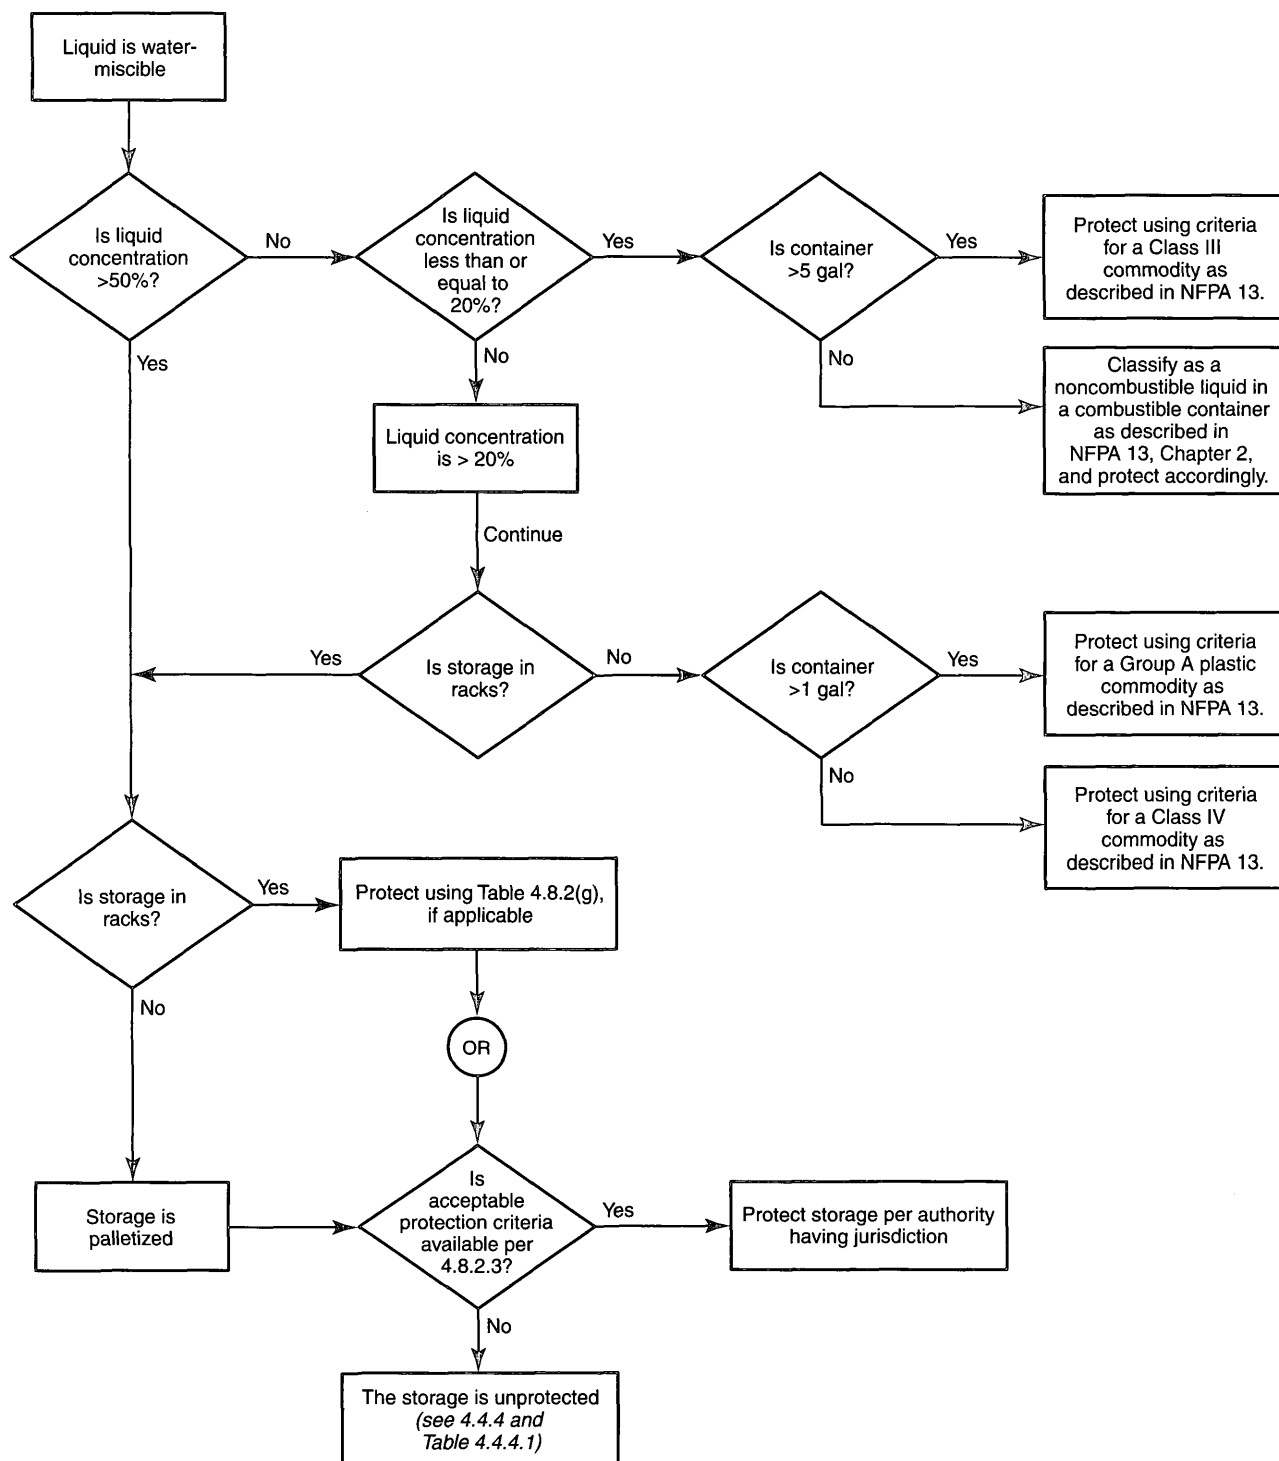 Liquid is water-
miscible
Is liquid
concentration
>50%?
No
Is liquid
concentration
less than or
equal to
20%?
Yes
Is container
>5 gal?
Yes
Protect using criteria
for a Class III
commodity as
described in NFPA 13.
Yes
No
No
Classify as a
noncombustible liquid in
a combustible container
as described in
NFPA 13, Chapter 2,
and protect accordingly.
Liquid concentration
is > 20%
Continue
Yes
Is storage in
racks?
No
Is container
>1 gal?
Yes
Protect using criteria
for a Group A plastic
commodity as
described in NFPA 13.
No
Protect using criteria
for a Class IV
commodity as
described in NFPA 13.
Is storage in
racks?
Yes
Protect using Table 4.8.2(g),
if applicable
No
OR
Storage is
palletized
Is
acceptable
protection criteria
available per
4.8.2.3?
Yes
Protect storage per authority
having jurisdiction
No
The storage is unprotected
(see 4.4.4 and
Table 4.4.4.1)